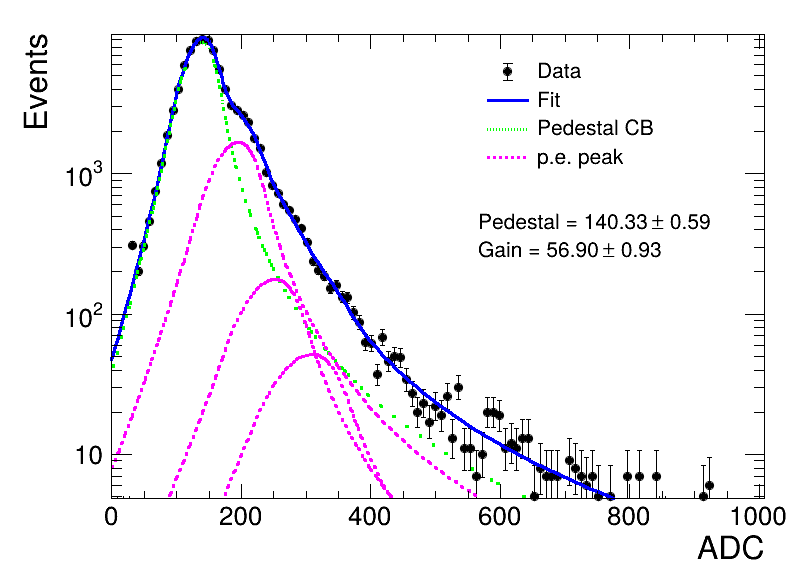 Events
Data
Fit
Pedestal CB
p.e. peak
Pedestal = 140.33 ± 0.59
Gain = 56.90 ± 0.93
10³
10²
10
0 200 400 600 800 1000
ADC